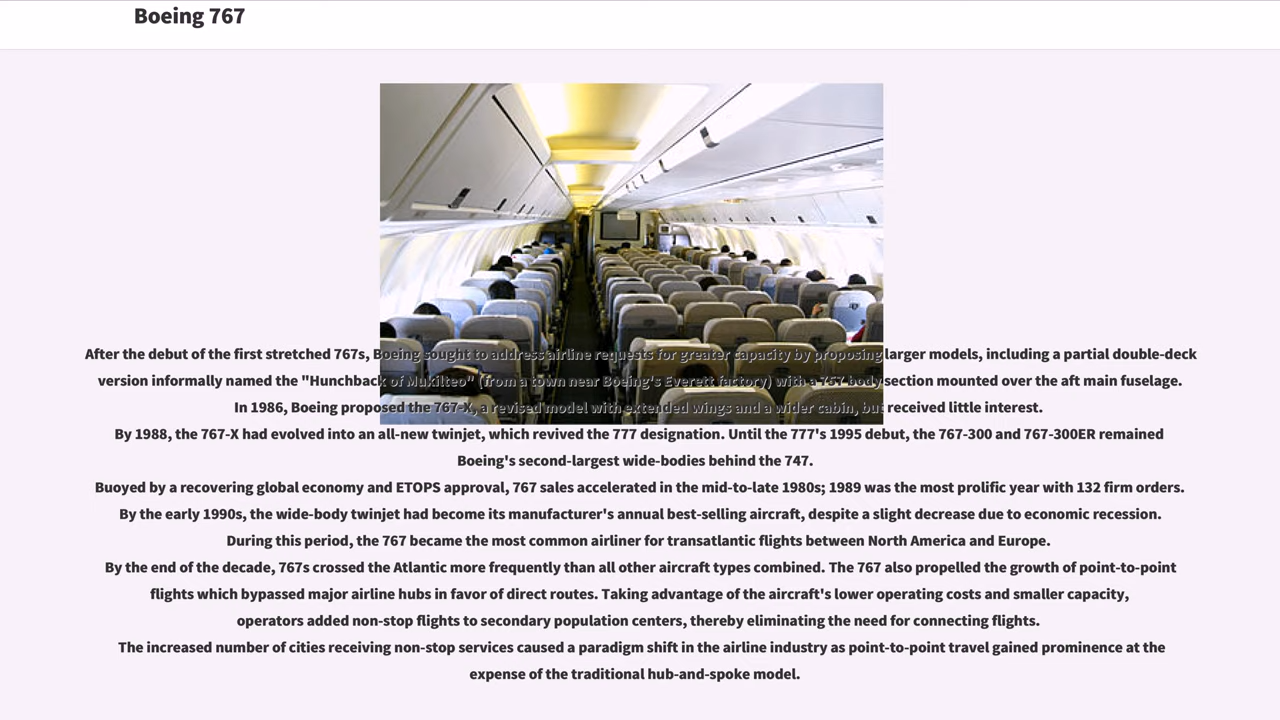 Boeing 767
After the debut of the first stretched 767s, Boeing sought to address airline requests for greater capacity by proposing larger models, including a partial double-deck
version informally named the "Hunchback of Mukilteo" (from a town near Boeing's Everett factory) with a 767 body section mounted over the aft main fuselage.
In 1986, Boeing proposed the 767-X, a revised model with extended wings and a wider cabin, but received little interest.
By 1988, the 767-X had evolved into an all-new twinjet, which revived the 777 designation. Until the 777's 1995 debut, the 767-300 and 767-300ER remained
Boeing's second-largest wide-bodies behind the 747.
Buoyed by a recovering global economy and ETOPS approval, 767 sales accelerated in the mid-to-late 1980s; 1989 was the most prolific year with 132 firm orders.
By the early 1990s, the wide-body twinjet had become its manufacturer's annual best-selling aircraft, despite a slight decrease due to economic recession.
During this period, the 767 became the most common airliner for transatlantic flights between North America and Europe.
By the end of the decade, 767s crossed the Atlantic more frequently than all other aircraft types combined. The 767 also propelled the growth of point-to-point
flights which bypassed major airline hubs in favor of direct routes. Taking advantage of the aircraft's lower operating costs and smaller capacity,
operators added non-stop flights to secondary population centers, thereby eliminating the need for connecting flights.
The increased number of cities receiving non-stop services caused a paradigm shift in the airline industry as point-to-point travel gained prominence at the
expense of the traditional hub-and-spoke model.